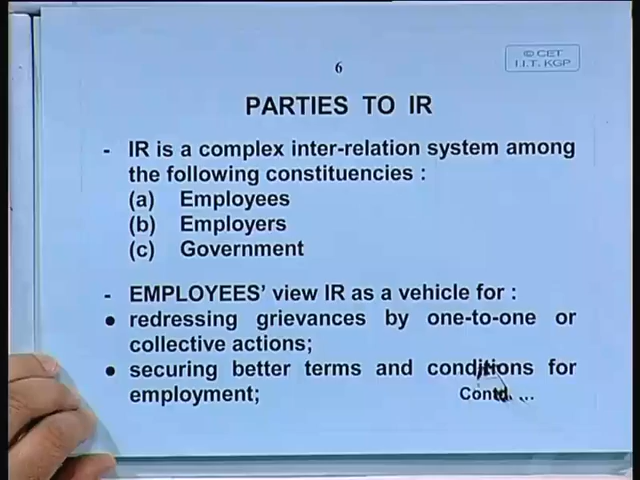 © CET
I.I.T. KGP
6
PARTIES TO IR
- IR is a complex inter-relation system among
the following constituencies :
(a) Employees
(b) Employers
(c) Government
- EMPLOYEES' view IR as a vehicle for :
● redressing grievances by one-to-one or
collective actions;
● securing better terms and conditions for
employment;
Contd. ...